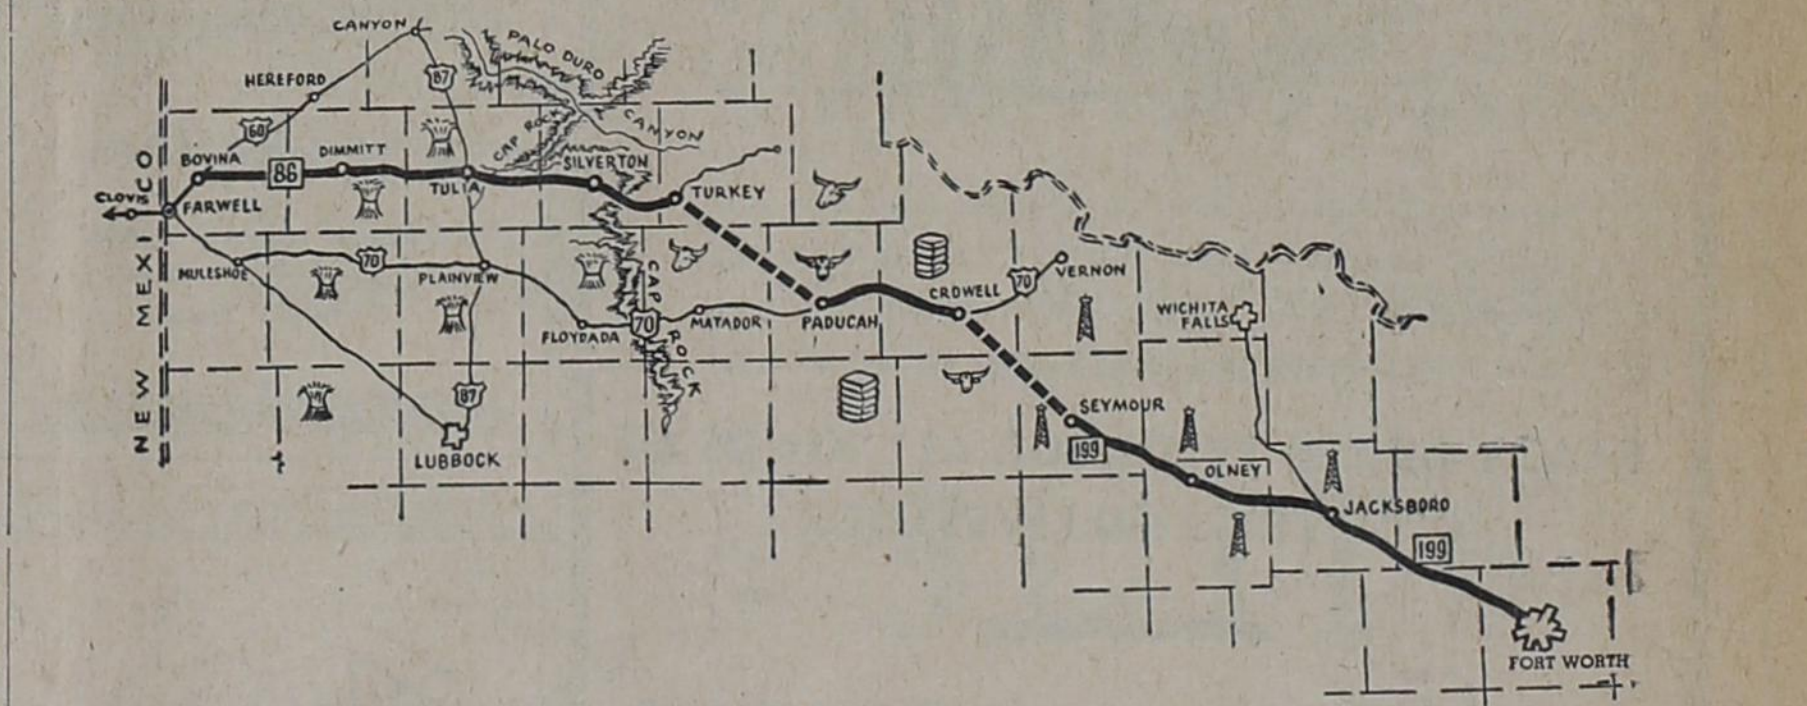 CANYON
PALO DURO
CANYON
87
HEREFORD
60
CAP ROCK
BOVINA
DIMMITT
86
SILVERTON
TULIA
TURKEY
CLOVIS
FARWELL
NEW MEXICO
MULESHOE
70
PLAINVIEW
CAP ROCK
VERNON
70
CROWELL
WICHITA
FALLS
FLOYDADA
70
MATADOR
PADUCAH
87
SEYMOUR
199
LUBBOCK
OLNEY
JACKSBORO
199
FORT WORTH